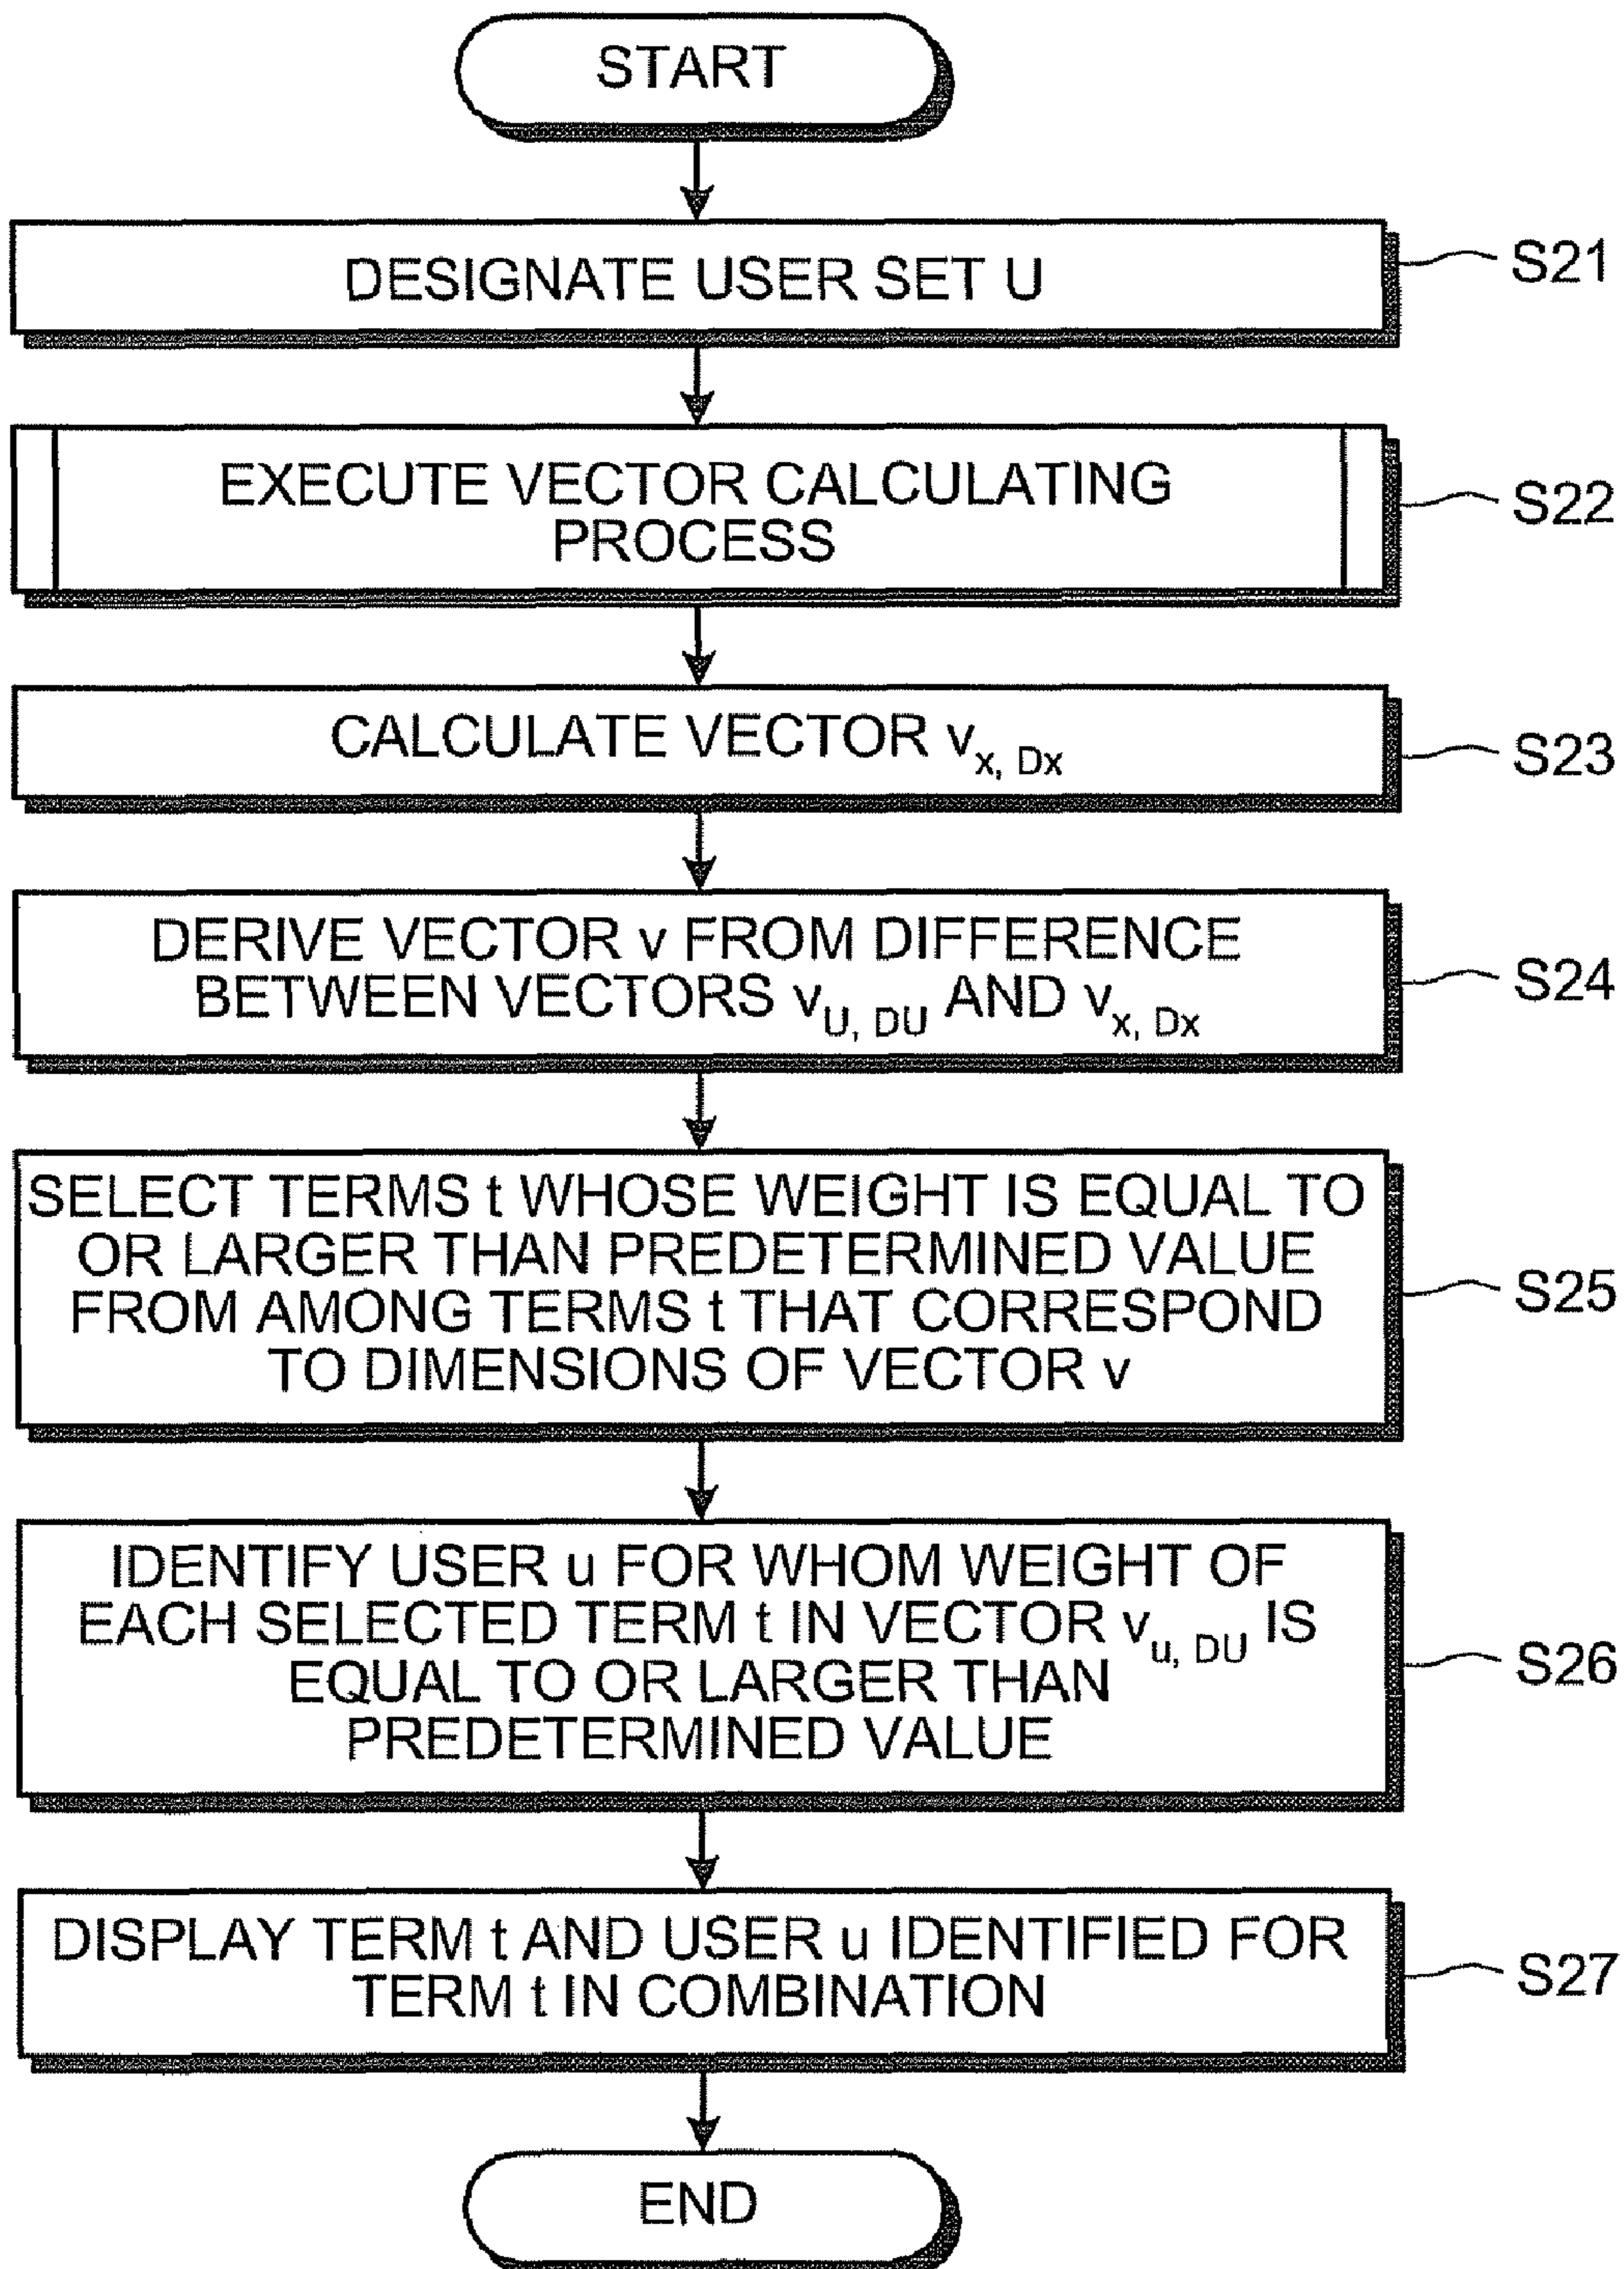 START
DESIGNATE USER SET U
S21
EXECUTE VECTOR CALCULATING
PROCESS
S22
CALCULATE VECTOR v x, Dx
S23
DERIVE VECTOR v FROM DIFFERENCE
BETWEEN VECTORS v U, DU AND v x, Dx
S24
SELECT TERMS t WHOSE WEIGHT IS EQUAL TO
OR LARGER THAN PREDETERMINED VALUE
FROM AMONG TERMS t THAT CORRESPOND
TO DIMENSIONS OF VECTOR v
S25
IDENTIFY USER u FOR WHOM WEIGHT OF
EACH SELECTED TERM t IN VECTOR v u, DU IS
EQUAL TO OR LARGER THAN
PREDETERMINED VALUE
S26
DISPLAY TERM t AND USER u IDENTIFIED FOR
TERM t IN COMBINATION
S27
END